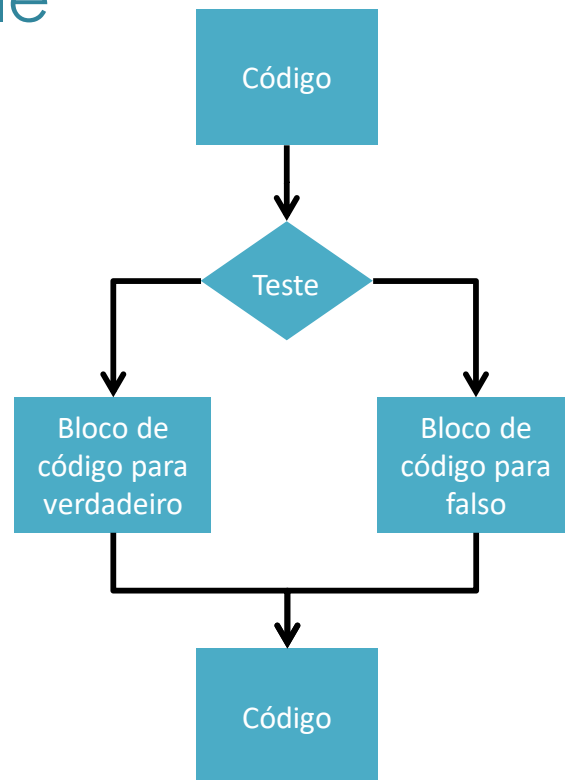 Código
Teste
Bloco de
código para
verdadeiro
Bloco de
código para
falso
Código